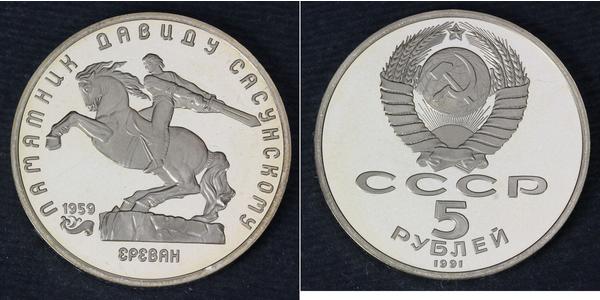 ПАМЯТНИК ДАВИДУ САСУНСКОМУ
1959
ЕРЕВАН
СССР
5
РУБЛЕЙ
1991